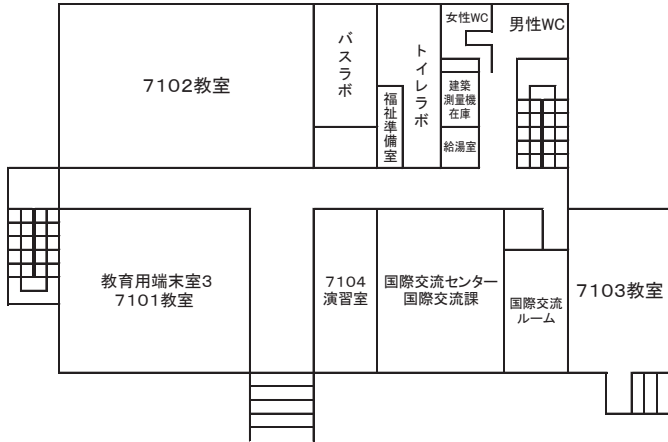 女性WC
男性WC
7102教室
バスラボ
トイレラボ
福祉準備室
建築
測量機
在庫
給湯室
教育用端末室3
7101教室
7104
演習室
国際交流センター
国際交流課
国際交流
ルーム
7103教室